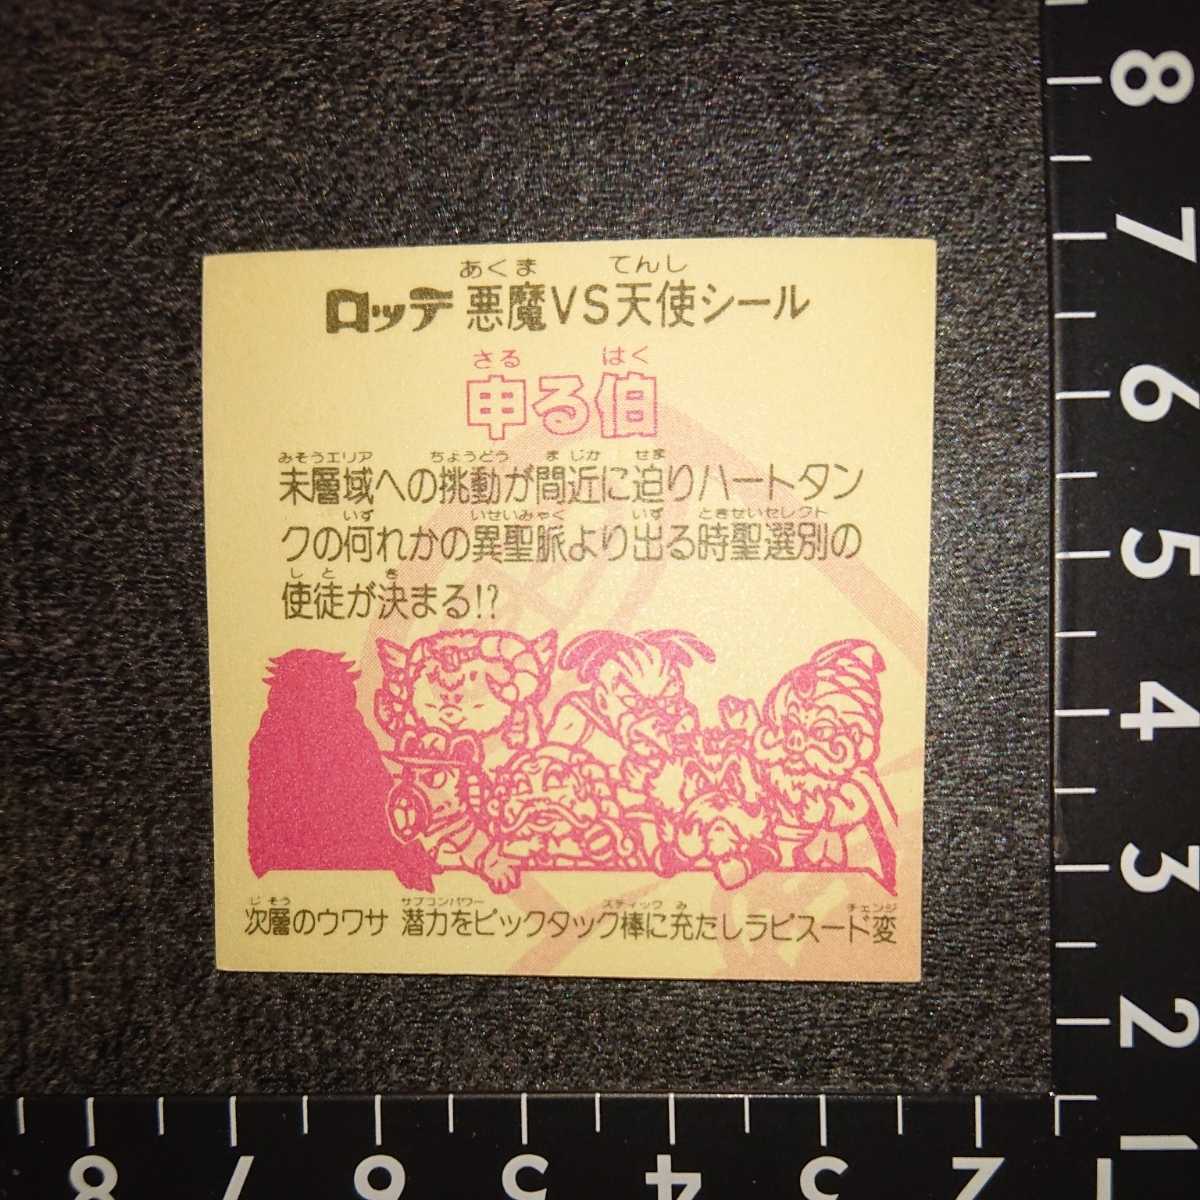 あくま てんし
ロッテ 悪魔VS天使シール
さる はく
申る伯
みそうエリア ちょうどう まぢか せま
未層域への挑動が間近に迫りハートタン
いず いせいみゃく いず ときせいセレクト
クの何れかの異聖脈より出る時聖選別の
しと き
使徒が決まる!?
じそう サブコンパワー スティック み チェンジ
次層のウワサ 潜力をピックタック棒に充たしラピスード変
8
7
6
5
4
3
2
1
8 7 6 5 4 3 2